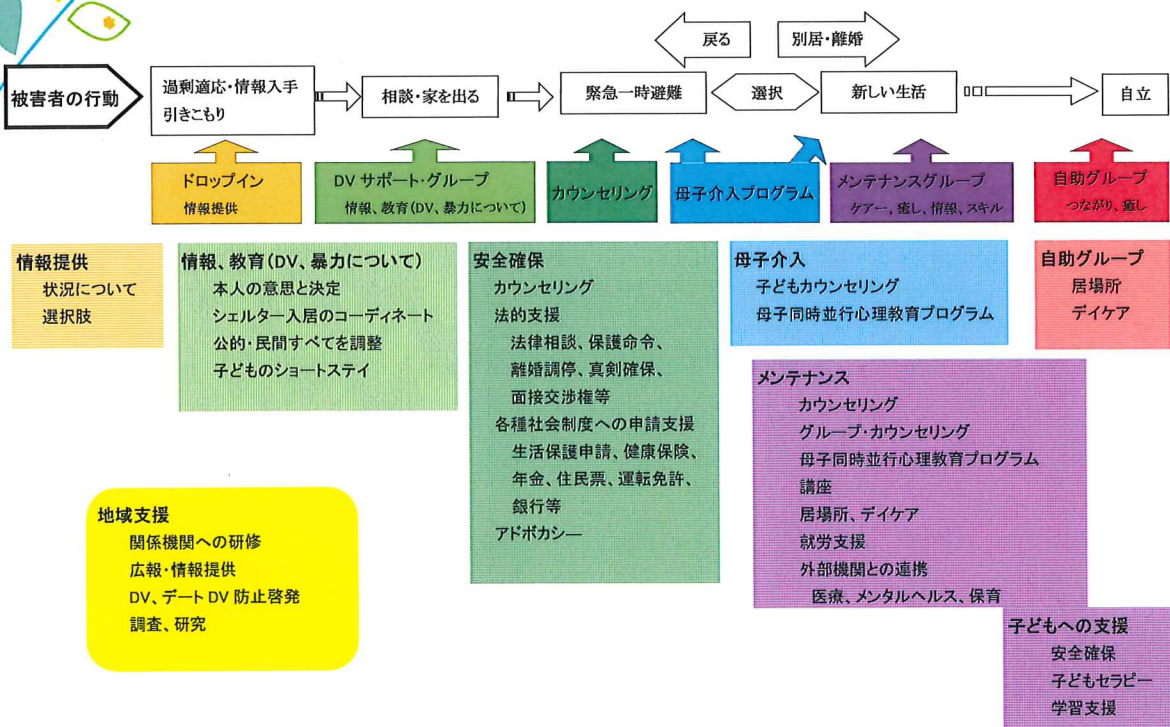 戻る
別居・離婚
被害者の行動
過剰適応・情報入手
引きこもり
相談・家を出る
緊急一時避難
選択
新しい生活
自立
ドロップイン
情報提供
DV サポート・グループ
情報、教育(DV、暴力について)
カウンセリング
母子介入プログラム
メンテナンスグループ
ケアー、癒し、情報、スキル
自助グループ
つながり、癒し
情報提供
状況について
選択肢
情報、教育(DV、暴力について)
本人の意思と決定
シェルター入居のコーディネート
公的・民間すべてを調整
子どものショートステイ
安全確保
カウンセリング
法的支援
法律相談、保護命令、
離婚調停、真剣確保、
面接交渉権等
各種社会制度への申請支援
生活保護申請、健康保険、
年金、住民票、運転免許、
銀行等
アドボカシー
母子介入
子どもカウンセリング
母子同時並行心理教育プログラム
自助グループ
居場所
デイケア
メンテナンス
カウンセリング
グループ・カウンセリング
母子同時並行心理教育プログラム
講座
居場所、デイケア
就労支援
外部機関との連携
医療、メンタルヘルス、保育
地域支援
関係機関への研修
広報・情報提供
DV、デート DV 防止啓発
調査、研究
子どもへの支援
安全確保
子どもセラピー
学習支援